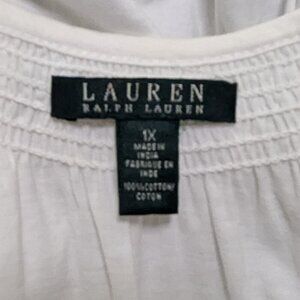 LAUREN
RALPH LAUREN
1X
MADE IN
INDIA
FABRIQUE EN
INDE
100% COTTON/
COTON